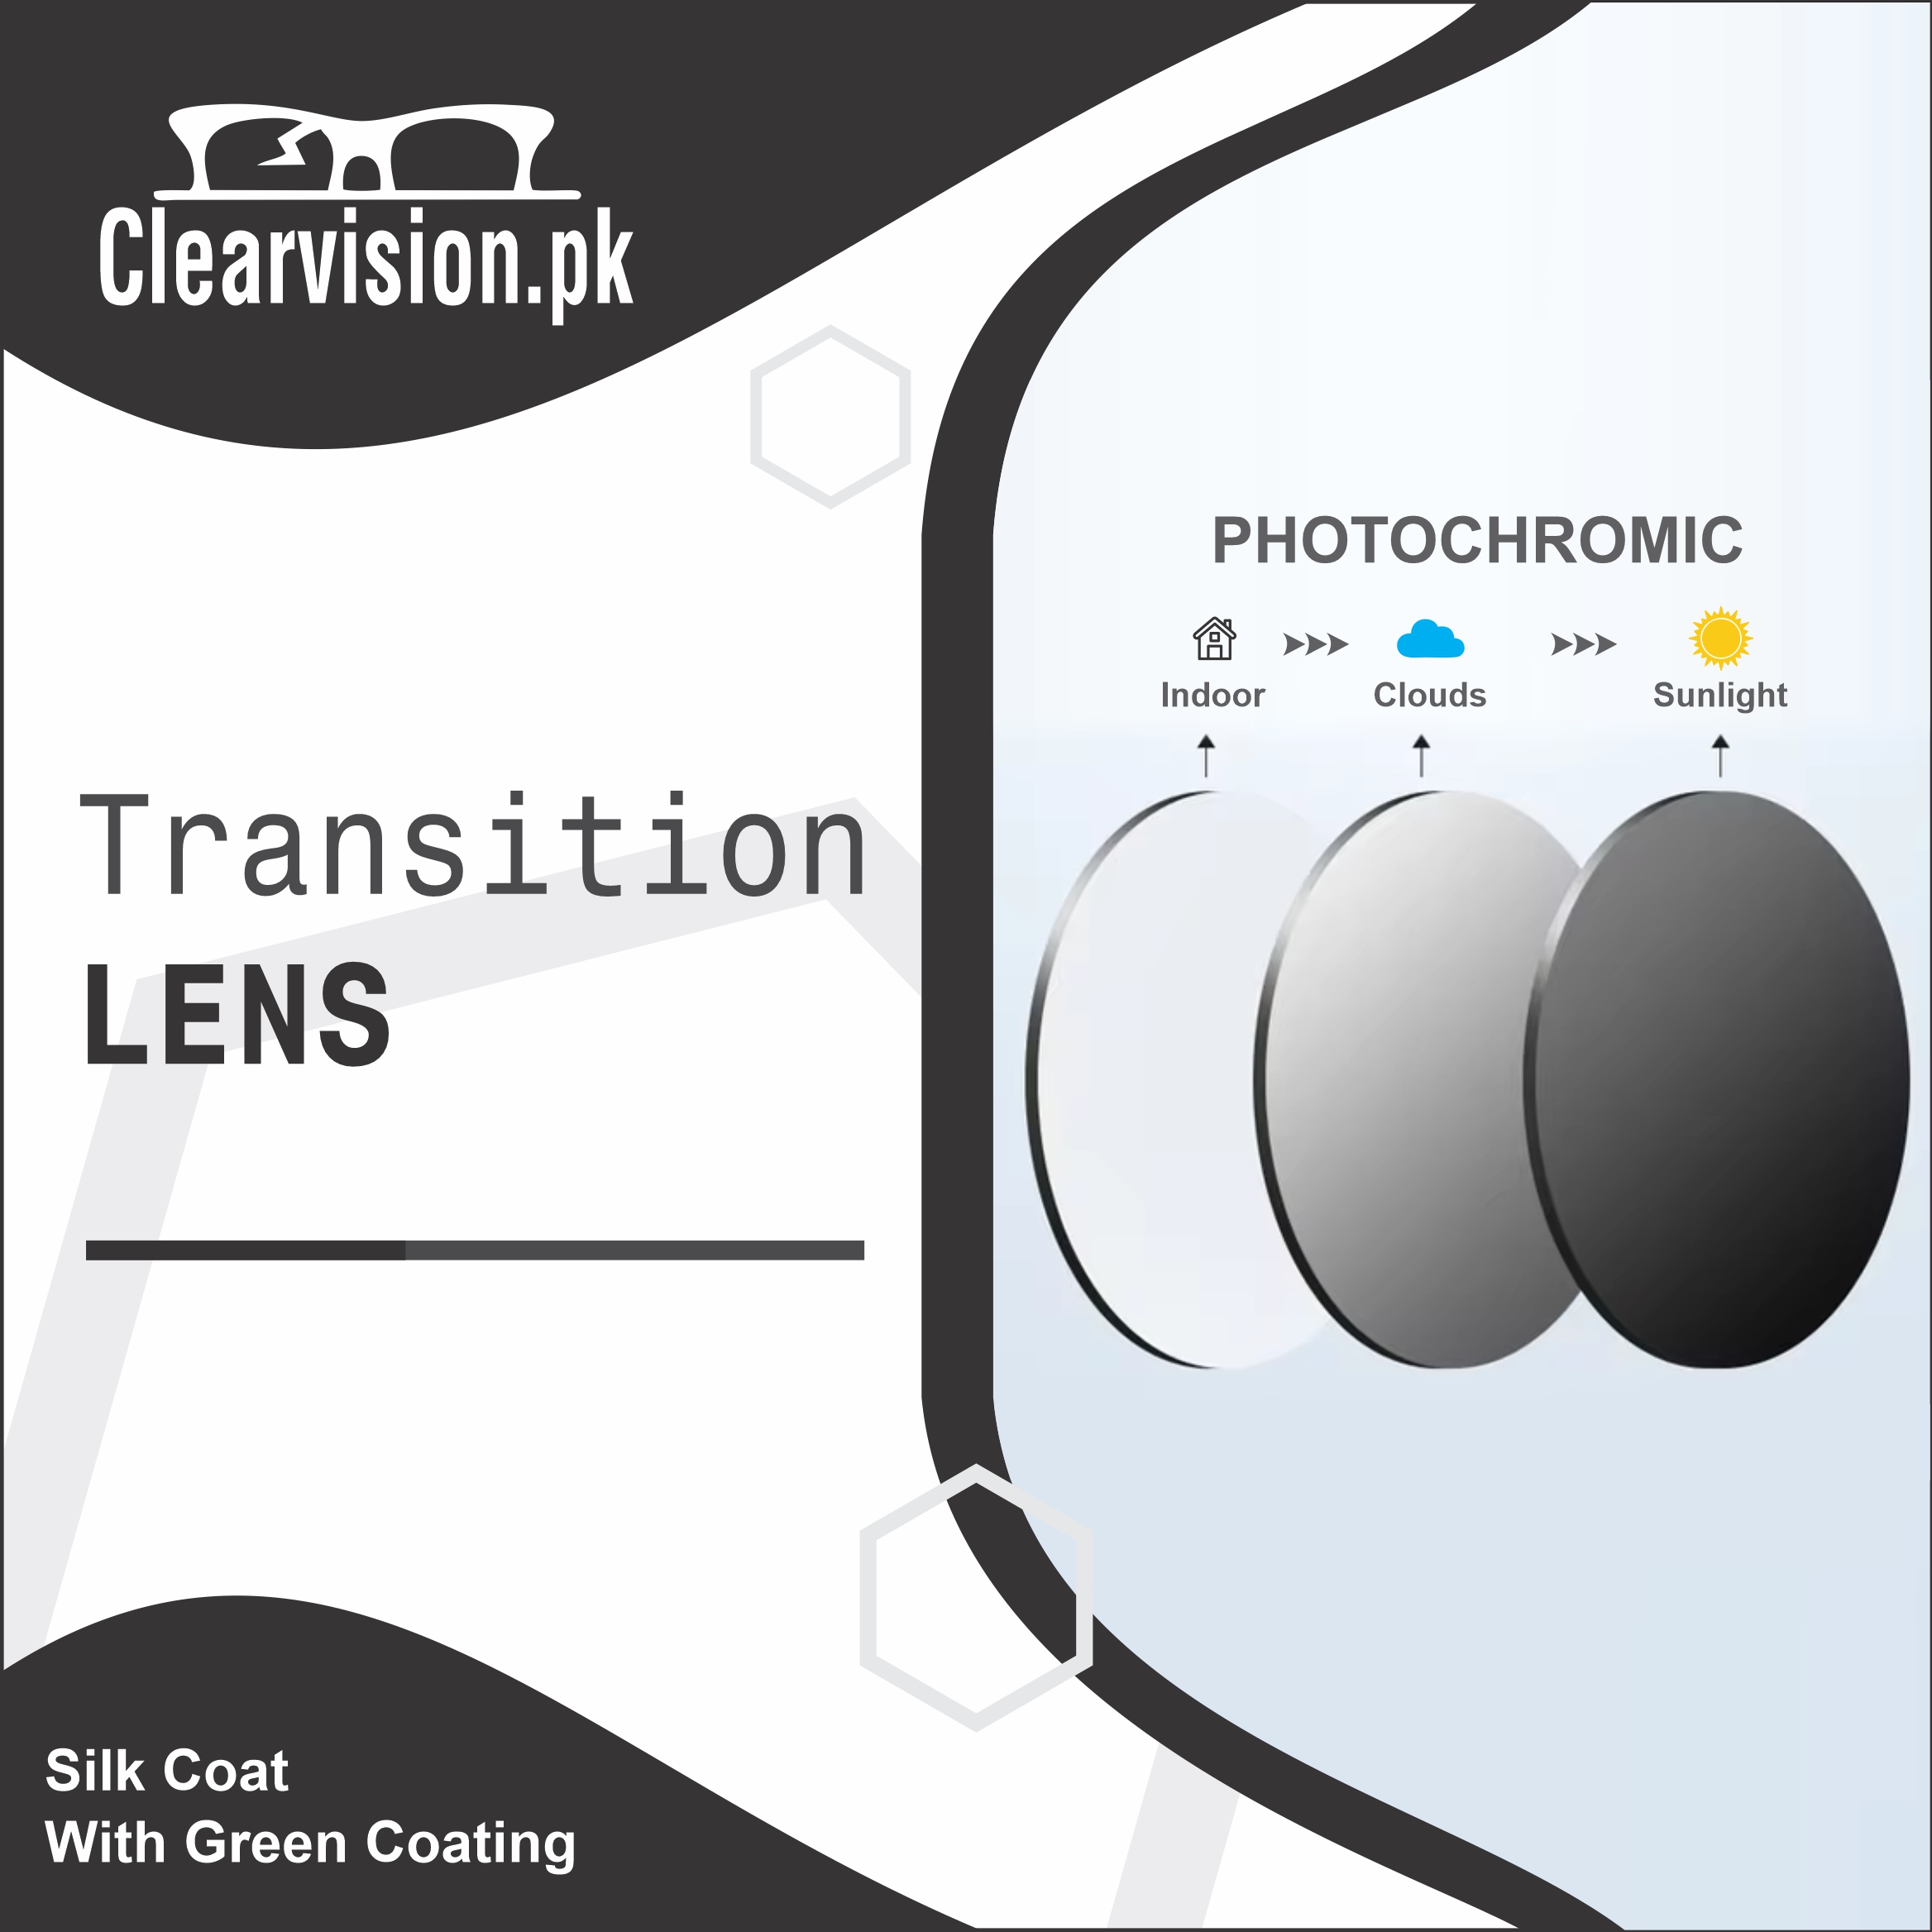 Clearvision.pk
Transition
LENS
PHOTOCHROMIC
Indoor
Clouds
Sunlight
Silk Coat
With Green Coating